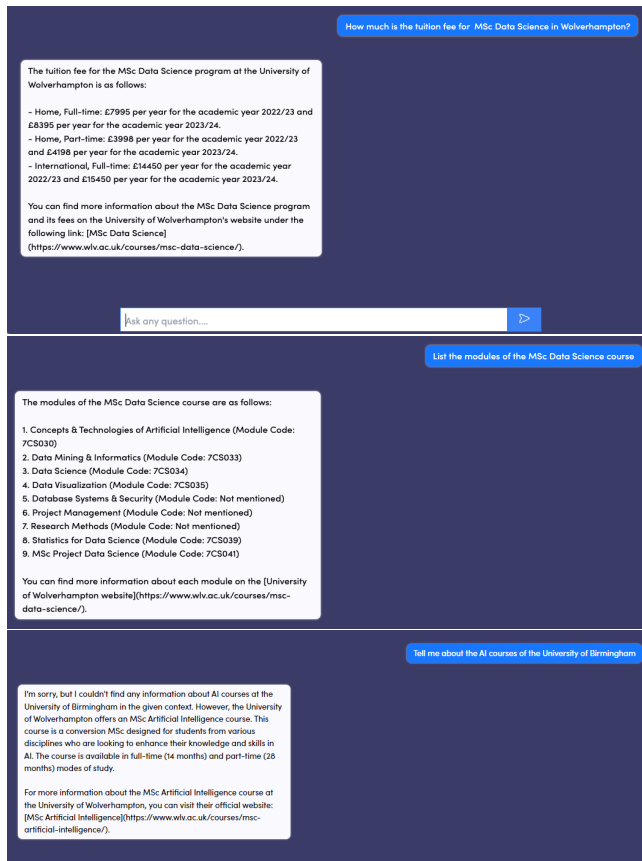 How much is the tuition fee for  MSc Data Science in Wolverhampton?
The tuition fee for the MSc Data Science program at the University of
Wolverhampton is as follows:
- Home, Full-time: £7995 per year for the academic year 2022/23 and
£8395 per year for the academic year 2023/24.
- Home, Part-time: £3998 per year for the academic year 2022/23
and £4198 per year for the academic year 2023/24.
- International, Full-time: £14450 per year for the academic year
2022/23 and £15450 per year for the academic year 2023/24.
You can find more information about the MSc Data Science program
and its fees on the University of Wolverhampton's website under the
following link: [MSc Data Science]
(https://www.wlv.ac.uk/courses/msc-data-science/).
Ask any question....
List the modules of the MSc Data Science course
The modules of the MSc Data Science course are as follows:
1. Concepts & Technologies of Artificial Intelligence (Module Code:
7CS030)
2. Data Mining & Informatics (Module Code: 7CS033)
3. Data Science (Module Code: 7CS034)
4. Data Visualization (Module Code: 7CS035)
5. Database Systems & Security (Module Code: Not mentioned)
6. Project Management (Module Code: Not mentioned)
7. Research Methods (Module Code: Not mentioned)
8. Statistics for Data Science (Module Code: 7CS039)
9. MSc Project Data Science (Module Code: 7CS041)
You can find more information about each module on the [University
of Wolverhampton website](https://www.wlv.ac.uk/courses/msc-
data-science/).
Tell me about the AI courses of the University of Birmingham
I'm sorry, but I couldn't find any information about AI courses at the
University of Birmingham in the given context. However, the University
of Wolverhampton offers an MSc Artificial Intelligence course. This
course is a conversion MSc designed for students from various
disciplines who are looking to enhance their knowledge and skills in
AI. The course is available in full-time (14 months) and part-time (28
months) modes of study.
For more information about the MSc Artificial Intelligence course at
the University of Wolverhampton, you can visit their official website:
[MSc Artificial Intelligence](https://www.wlv.ac.uk/courses/msc-
artificial-intelligence/).